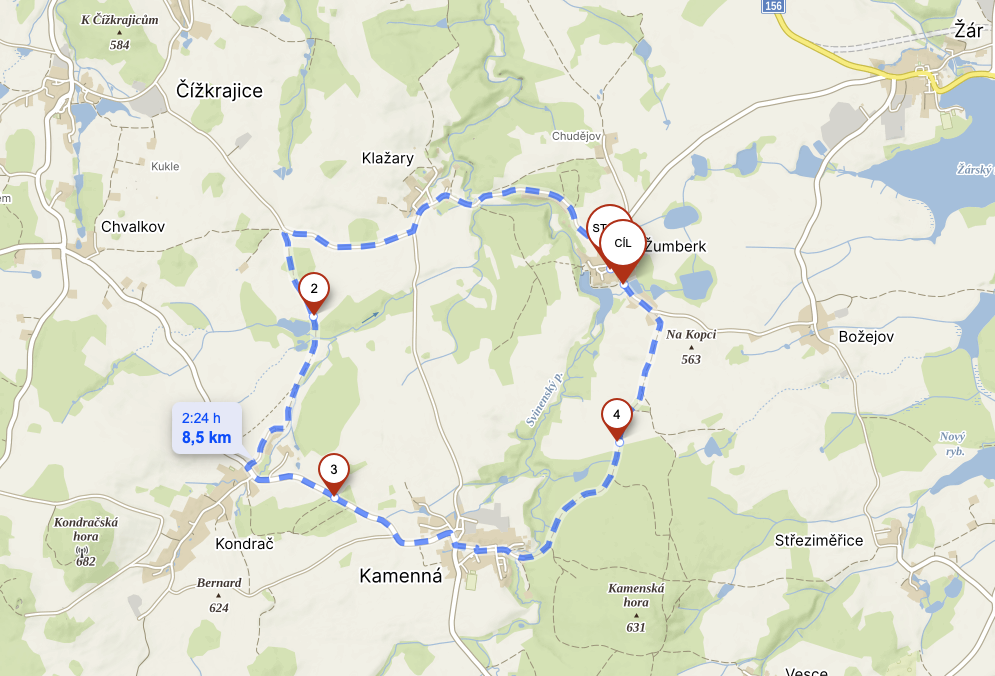 K Čížkrajicům
584
156
Žár
Čížkrajice
Chudějov
Klažary
Kukle
Žárský
Chvalkov
ST
CÍL
Žumberk
2
Na Kopci
563
Božejov
Svinenský p.
2:24 h
8,5 km
4
Nový
ryb.
3
Kondračská
hora
682
Kondrač
Střeziměřice
Kamenná
Bernard
624
Kamenská
hora
631
Vesce